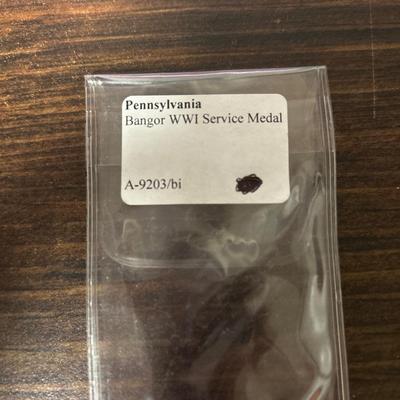 Pennsylvania
Bangor WWI Service Medal
A-9203/bi